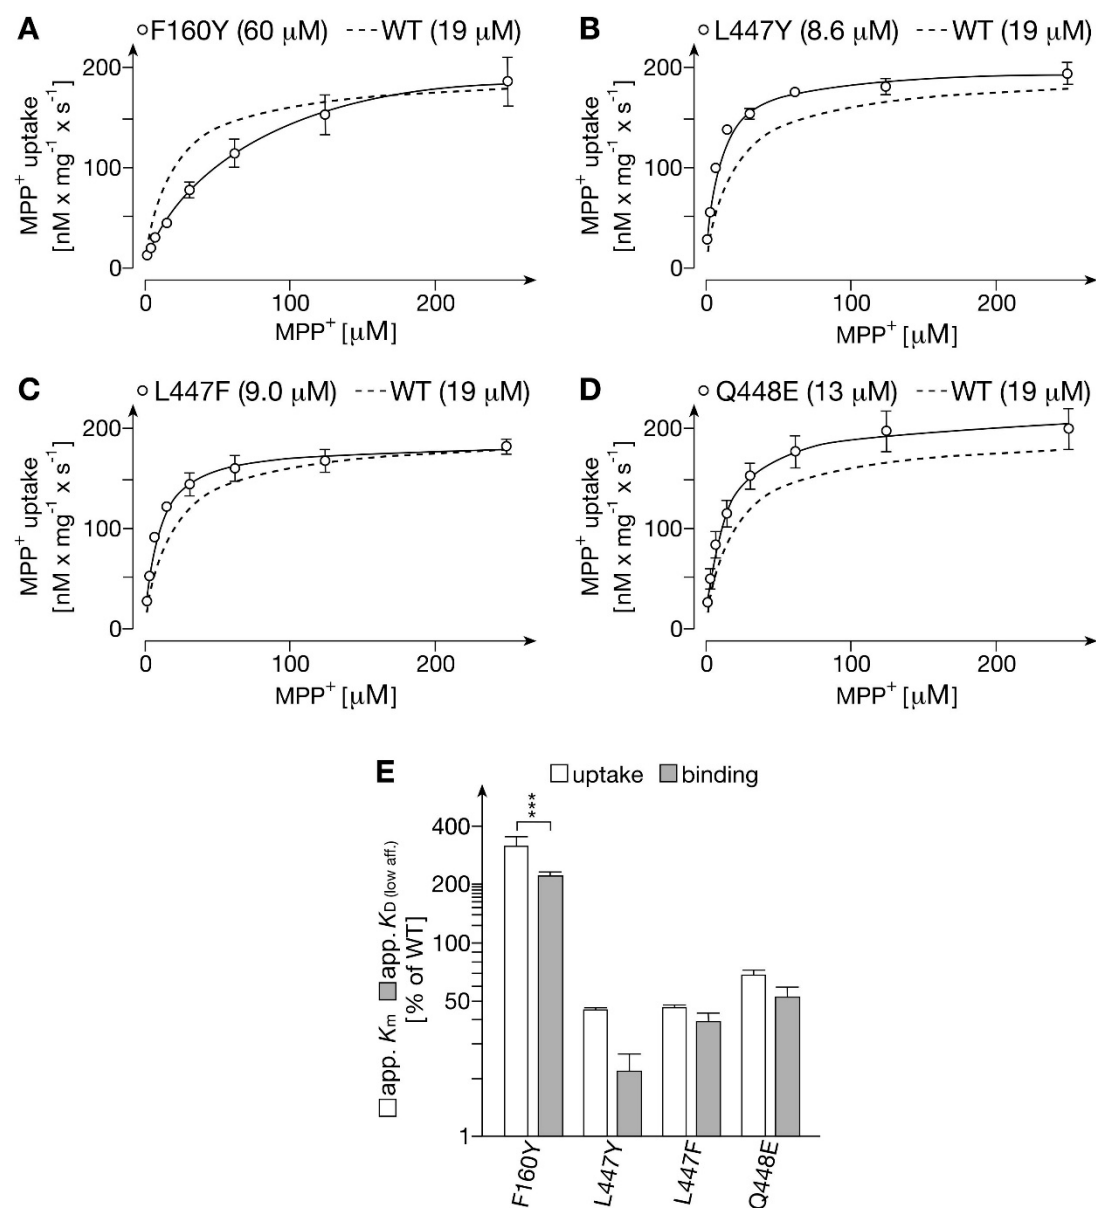 A
F160Y (60 μM) WT (19 μM)
MPP+ uptake
[nM x mg-1 x s-1]
200
100
0
0 100 200
MPP+ [μM]
B
L447Y (8.6 μM) WT (19 μM)
MPP+ uptake
[nM x mg-1 x s-1]
200
100
0
0 100 200
MPP+ [μM]
C
L447F (9.0 μM) WT (19 μM)
MPP+ uptake
[nM x mg-1 x s-1]
200
100
0
0 100 200
MPP+ [μM]
D
Q448E (13 μM) WT (19 μM)
MPP+ uptake
[nM x mg-1 x s-1]
200
100
0
0 100 200
MPP+ [μM]
E
uptake binding
app. Km app. KD (low aff.)
[% of WT]
400
200
100
50
1
***
F160Y
L447Y
L447F
Q448E